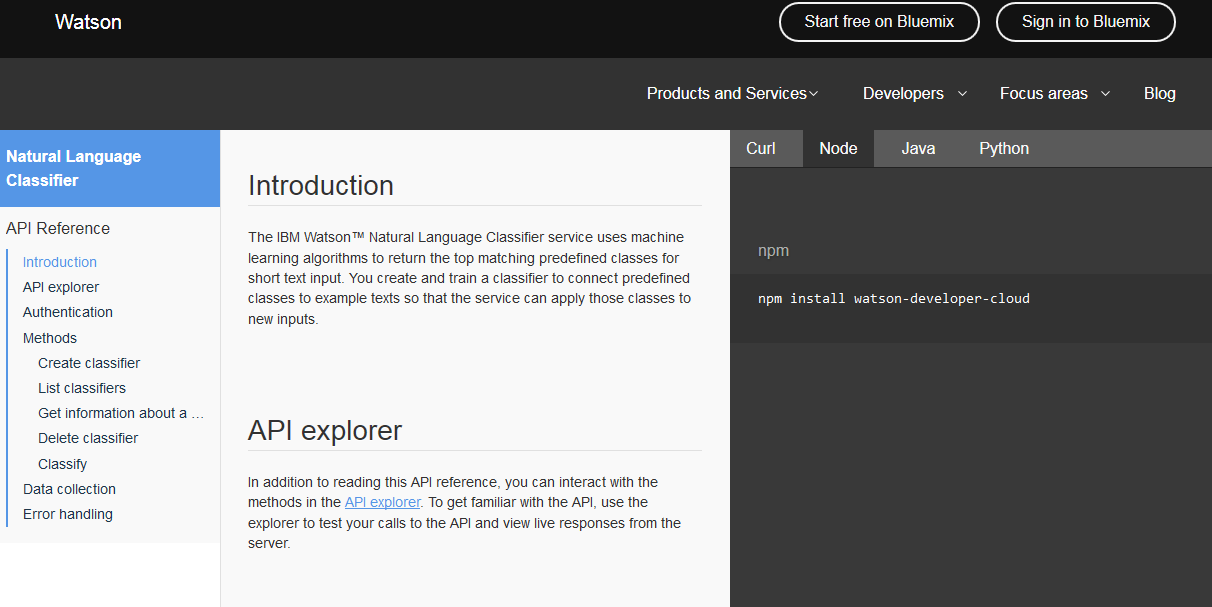 Watson
Start free on Bluemix
Sign in to Bluemix
Products and Services
Developers
Focus areas
Blog
Natural Language
Classifier
API Reference
Introduction
API explorer
Authentication
Methods
Create classifier
List classifiers
Get information about a ...
Delete classifier
Classify
Data collection
Error handling
Introduction
The IBM Watson™ Natural Language Classifier service uses machine
learning algorithms to return the top matching predefined classes for
short text input. You create and train a classifier to connect predefined
classes to example texts so that the service can apply those classes to
new inputs.
API explorer
In addition to reading this API reference, you can interact with the
methods in the API explorer. To get familiar with the API, use the
explorer to test your calls to the API and view live responses from the
server.
Curl
Node
Java
Python
npm
npm install watson-developer-cloud